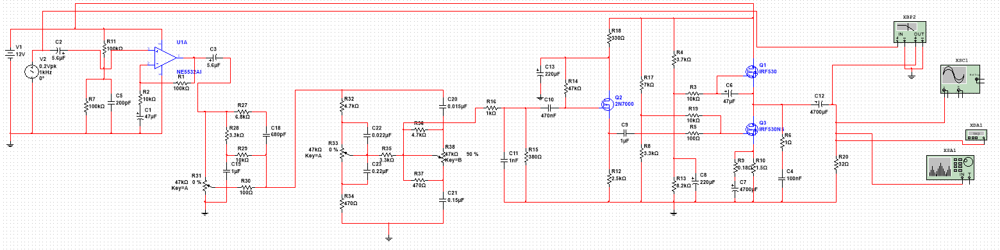 V1
12V
V2
0.2Vpk
1kHz
0°
C2
5.6µF
R11
100kΩ
U1A
NE5532AI
C3
5.6µF
R1
100kΩ
R2
10kΩ
C1
47µF
R7
100kΩ
C5
200pF
R27
6.8kΩ
R28
3.3kΩ
C18
680pF
R29
10kΩ
C19
1µF
R31
47kΩ
0 %
Key=A
R30
100Ω
R32
4.7kΩ
C22
0.022µF
R33
47kΩ
0 %
Key=A
C23
0.22µF
R34
470Ω
R35
3.3kΩ
R36
4.7kΩ
R37
470Ω
C20
0.015µF
R38
47kΩ
90 %
Key=B
C21
0.15µF
R16
1kΩ
C11
1nF
R15
380Ω
C10
470nF
C13
220µF
R14
47kΩ
R18
330Ω
Q2
2N7000
C9
1µF
R12
2.5kΩ
R17
7kΩ
R8
3.3kΩ
R4
3.7kΩ
R3
10kΩ
C6
47µF
R19
10kΩ
R5
100Ω
R13
8.2kΩ
C8
220µF
Q1
IRF530
Q3
IRF530NS
R9
0.18Ω
R10
1.5Ω
C7
4700µF
R6
1Ω
C4
100nF
C12
4700µF
R20
32Ω
XBP2
IN
OUT
XSC1
Ext Trig
A
B
XDA1
THD
XSA1
IN
T